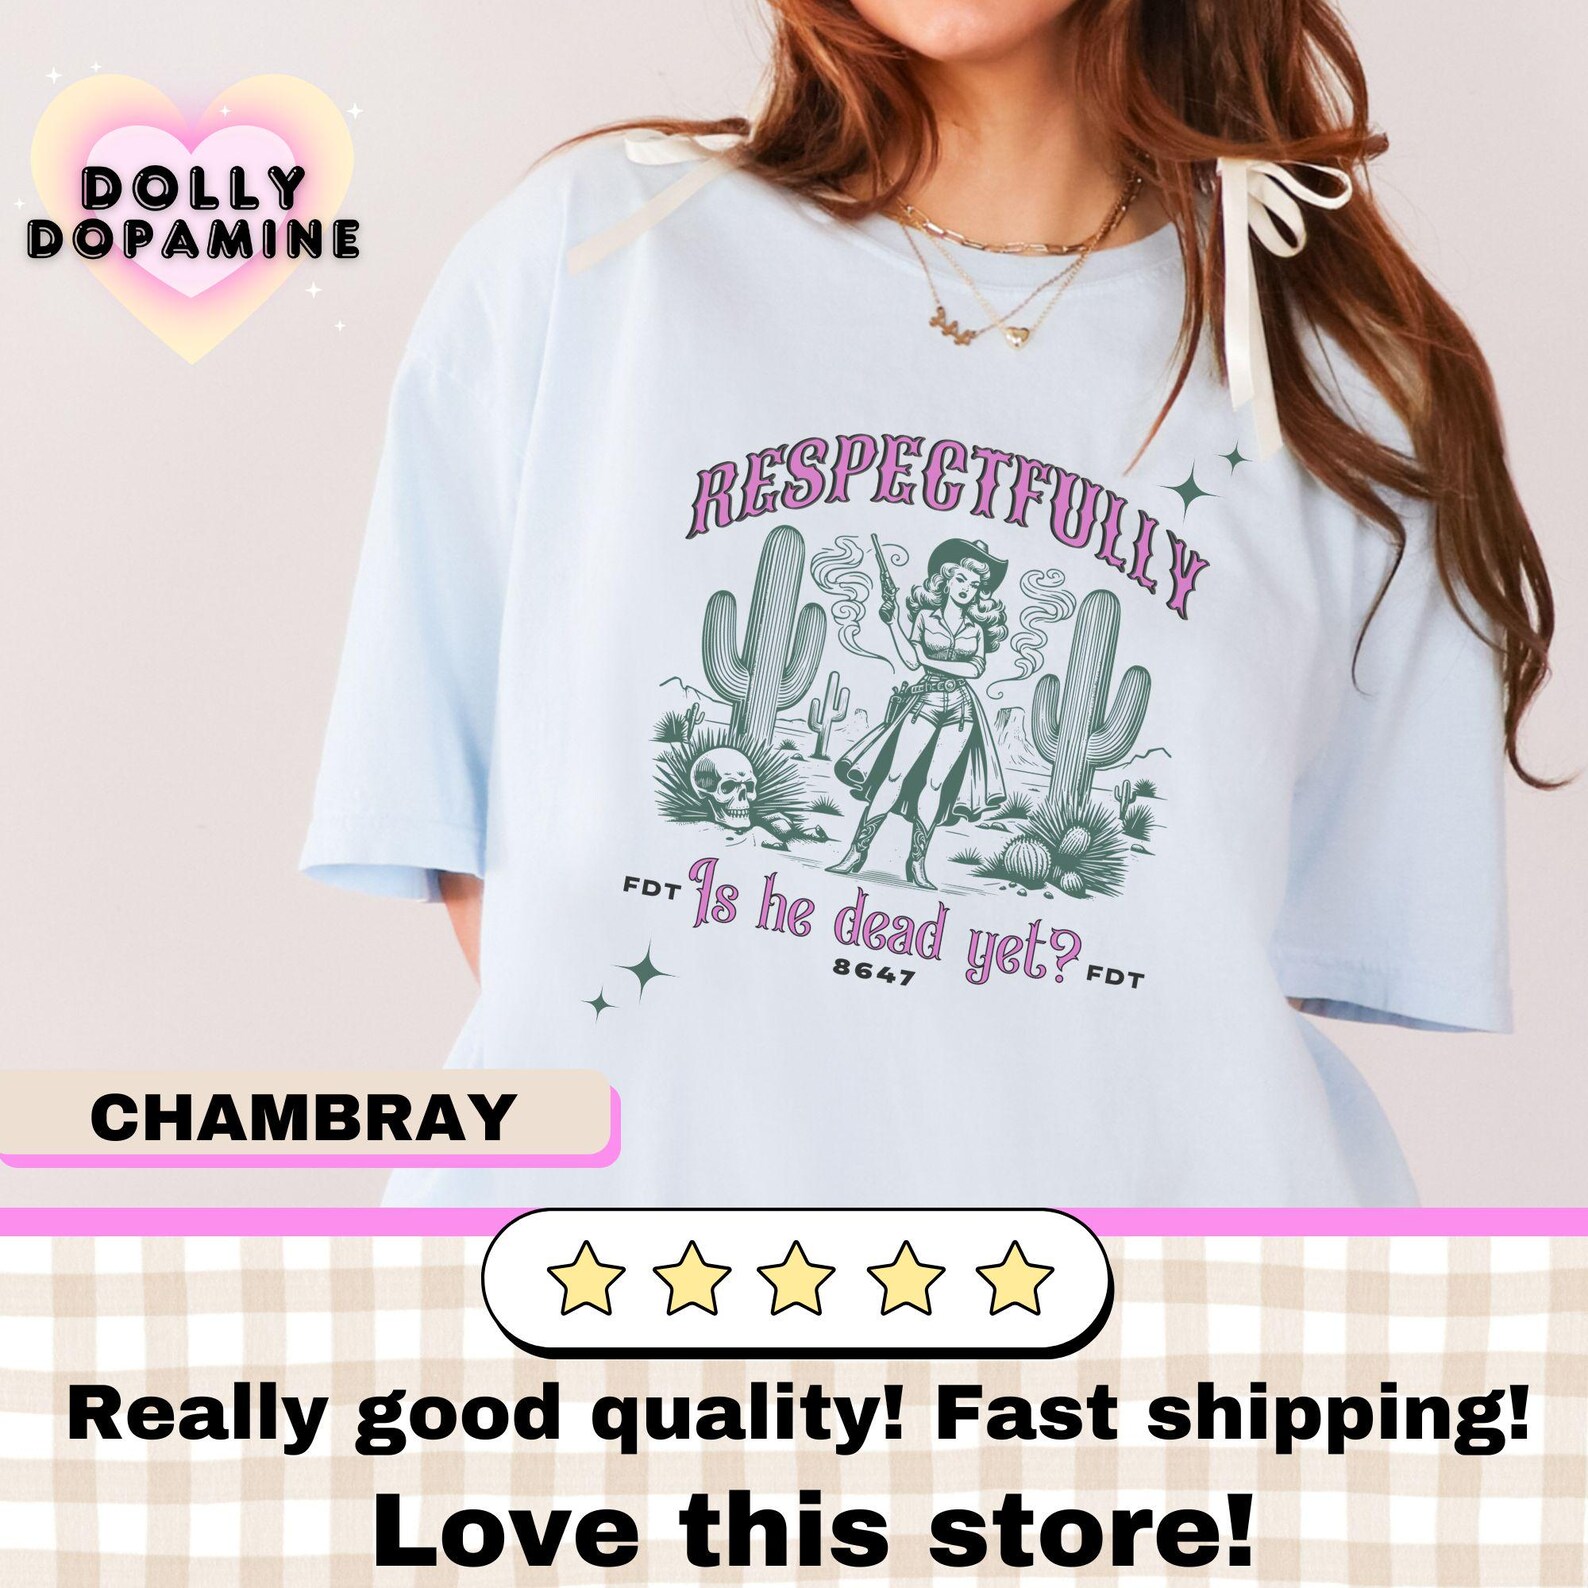 DOLLY
DOPAMINE
RESPECTFULLY
FDT Is he dead yet? FDT
8647
CHAMBRAY
Really good quality! Fast shipping!
Love this store!